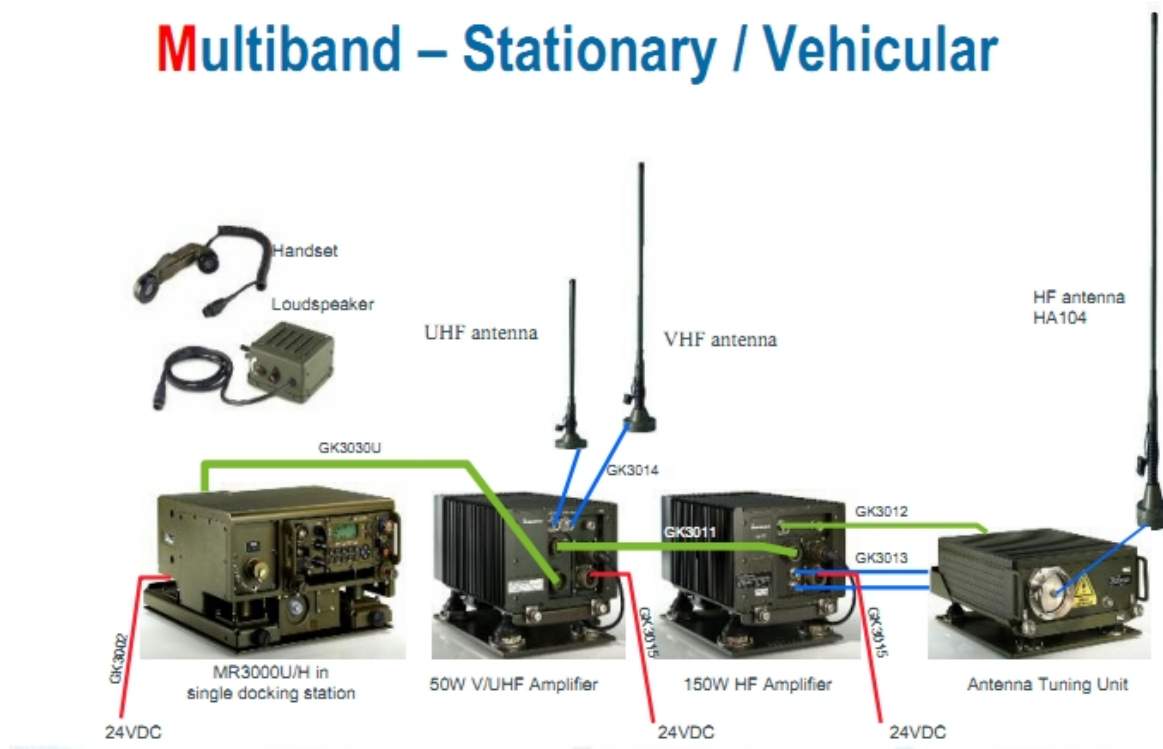 Multiband – Stationary / Vehicular
Handset
Loudspeaker
UHF antenna
VHF antenna
HF antenna
HA104
GK3030U
GK3014
GK3011
GK3012
GK3013
GK3002
GK3015
GK3015
MR3000U/H in
single docking station
50W V/UHF Amplifier
150W HF Amplifier
Antenna Tuning Unit
24VDC
24VDC
24VDC